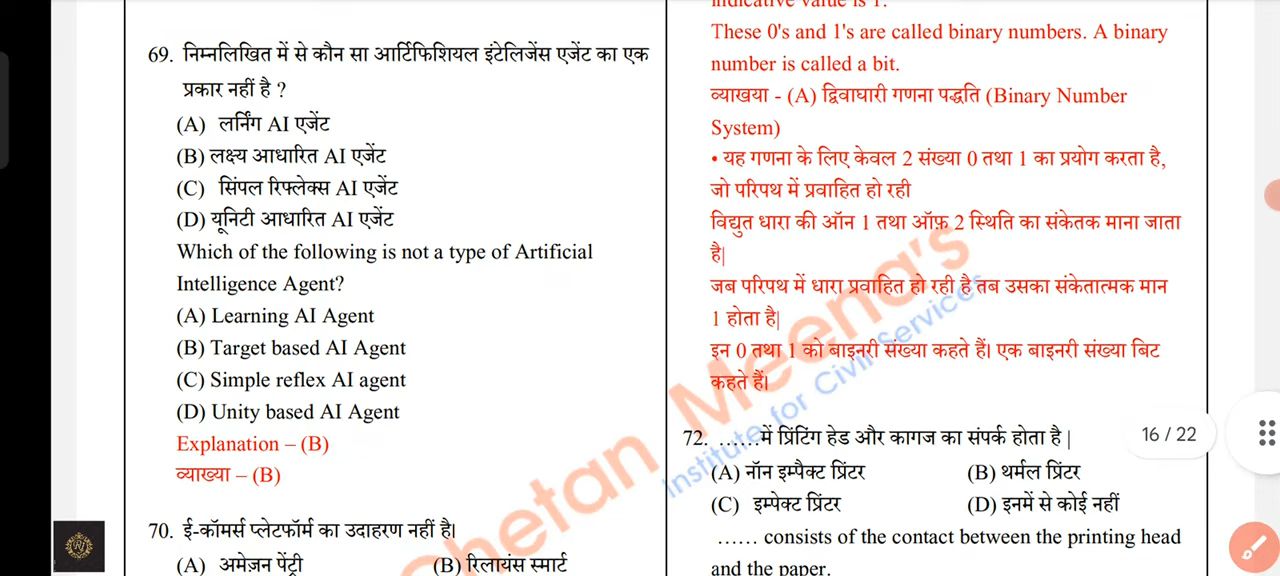 69. निम्नलिखित में से कौन सा आर्टिफिशियल इंटेलिजेंस एजेंट का एक
प्रकार नहीं है ?
(A) लर्निंग AI एजेंट
(B) लक्ष्य आधारित AI एजेंट
(C) सिंपल रिफ्लेक्स AI एजेंट
(D) यूनिटी आधारित AI एजेंट
Which of the following is not a type of Artificial
Intelligence Agent?
(A) Learning AI Agent
(B) Target based AI Agent
(C) Simple reflex AI agent
(D) Unity based AI Agent
Explanation – (B)
व्याख्या – (B)
70. ई-कॉमर्स प्लेटफॉर्म का उदाहरण नहीं है।
(A) अमेज़न पेंट्री (B) रिलायंस स्मार्ट
indicative value is 1.
These 0's and 1's are called binary numbers. A binary
number is called a bit.
व्याखया - (A) द्विवाघारी गणना पद्धति (Binary Number
System)
• यह गणना के लिए केवल 2 संख्या 0 तथा 1 का प्रयोग करता है,
जो परिपथ में प्रवाहित हो रही
विद्युत धारा की ऑन 1 तथा ऑफ़ 2 स्थिति का संकेतक माना जाता
है|
जब परिपथ में धारा प्रवाहित हो रही है तब उसका संकेतात्मक मान
1 होता है|
इन 0 तथा 1 को बाइनरी संख्या कहते हैं। एक बाइनरी संख्या बिट
कहते हैं।
72. ......में प्रिंटिंग हेड और कागज का संपर्क होता है |
(A) नॉन इम्पैक्ट प्रिंटर (B) थर्मल प्रिंटर
(C) इम्पेक्ट प्रिंटर (D) इनमें से कोई नहीं
...... consists of the contact between the printing head
and the paper.
16 / 22
Chetan Meena's
Institute for Civil Services